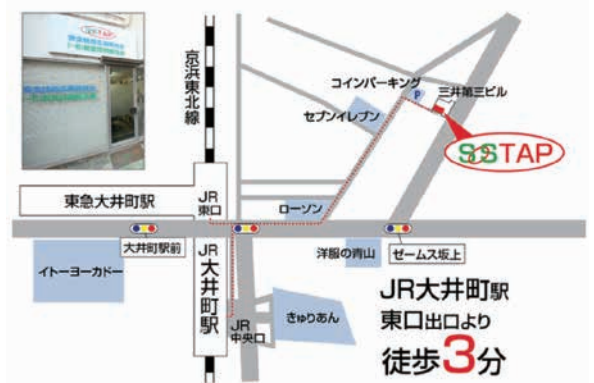 SSTAP
京浜東北線
コインパーキング
P
三井第三ビル
セブンイレブン
SSTAP
東急大井町駅
JR
東口
ローソン
大井町駅前
洋服の青山
ゼームス坂上
イトーヨーカドー
JR大井町駅
JR
中央口
きゅりあん
JR大井町駅
東口出口より
徒歩3分